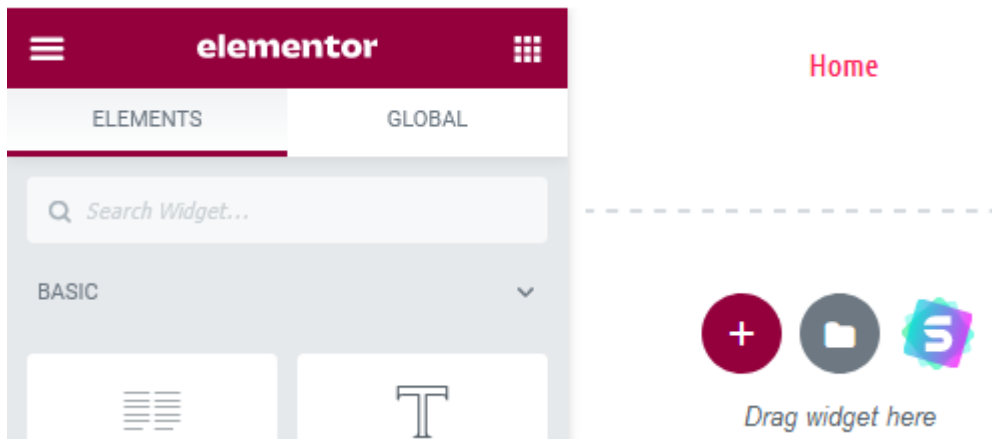 elementor
Home
ELEMENTS GLOBAL
Search Widget...
BASIC
Drag widget here